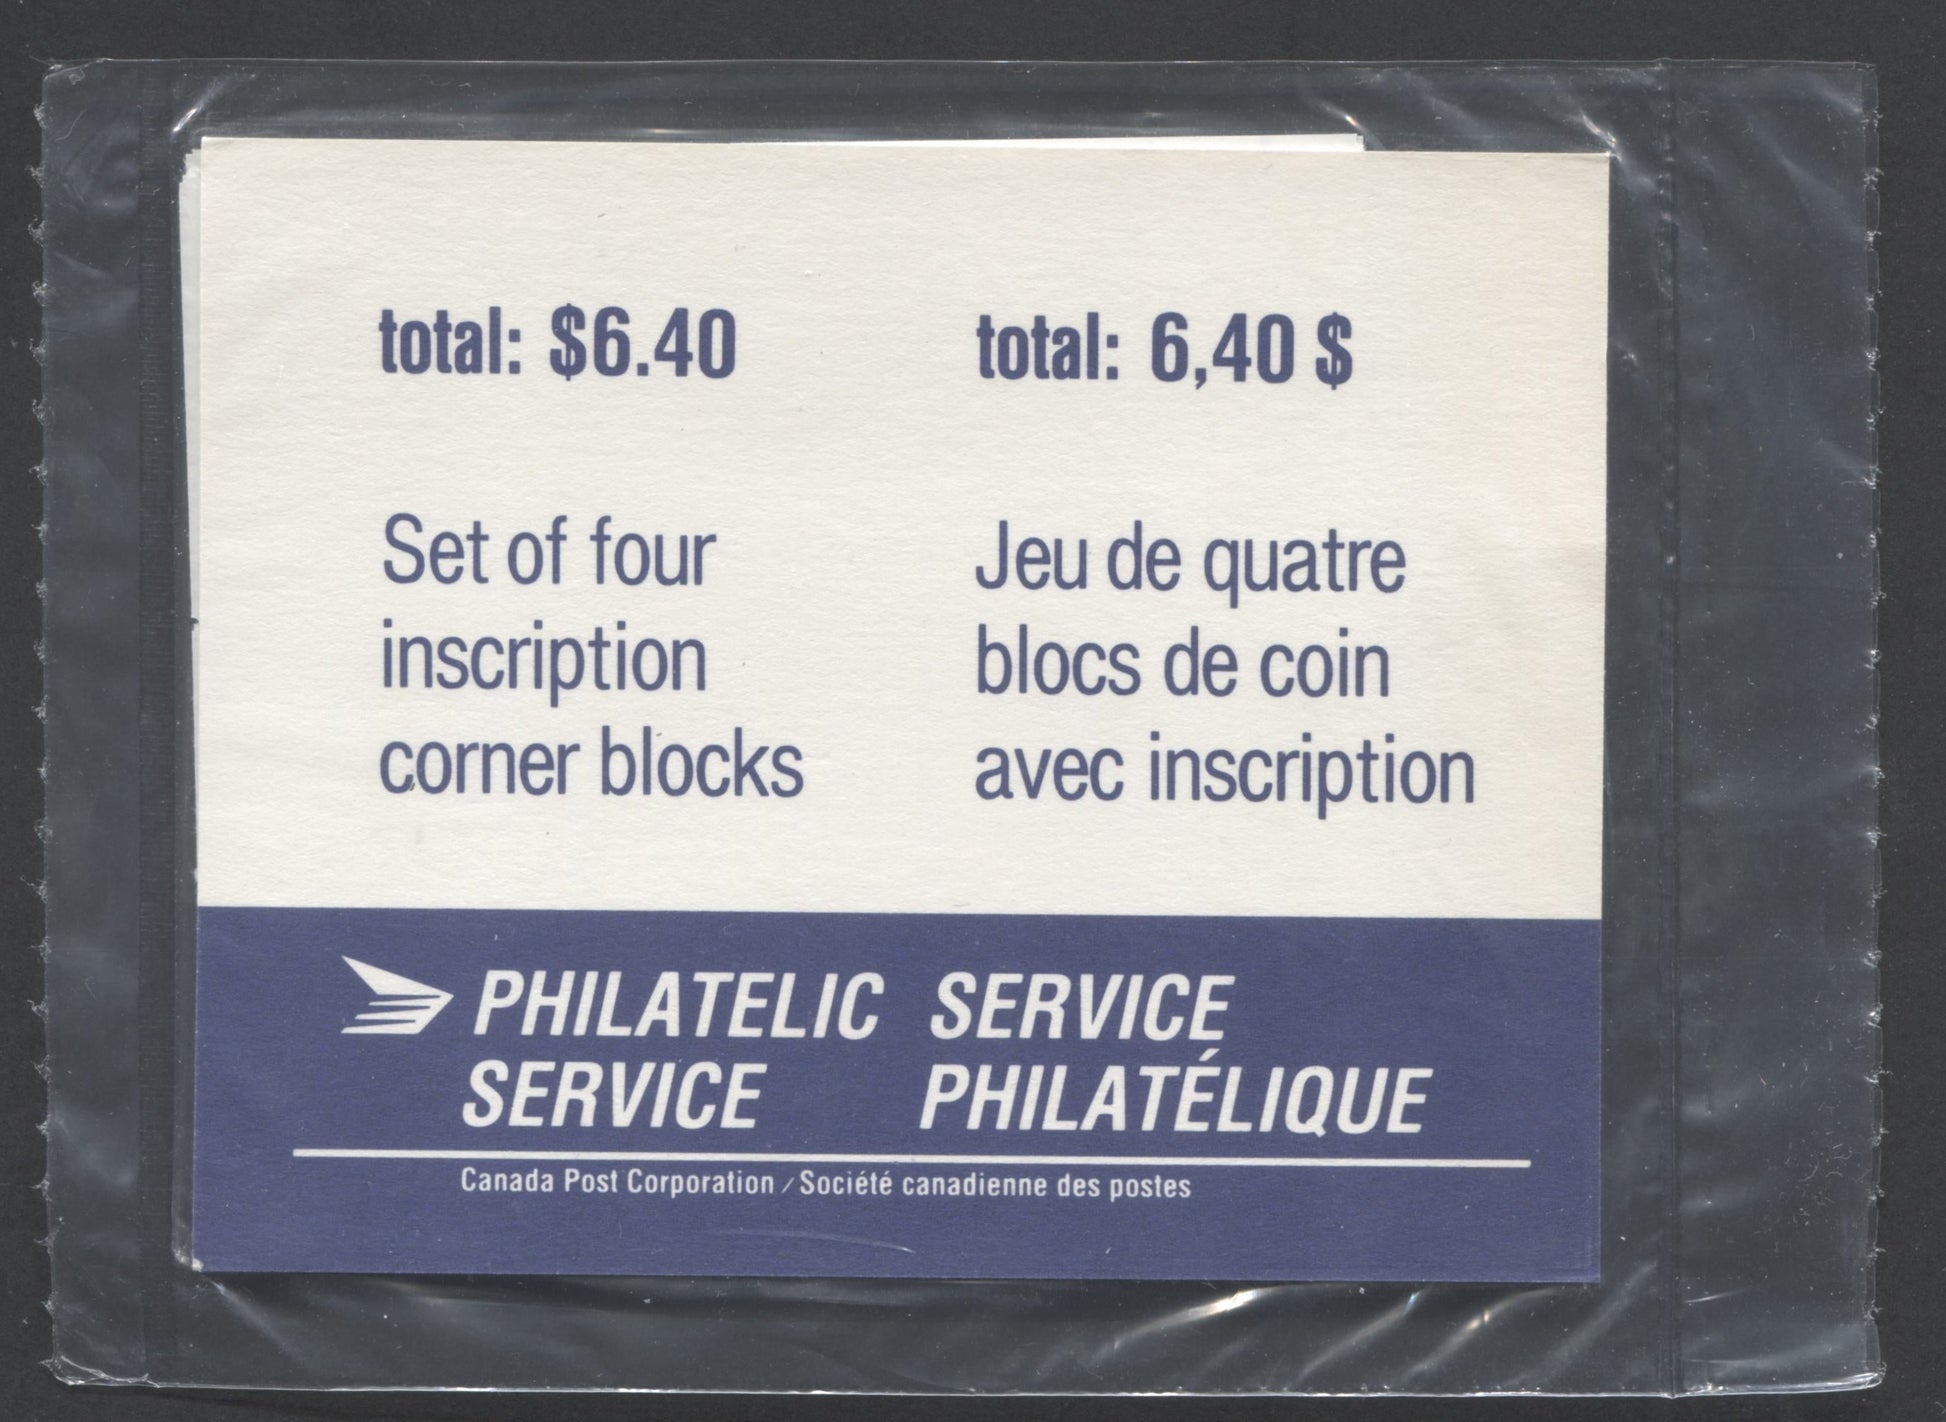 total: $6.40
total: 6,40 $
Set of four
inscription
corner blocks
Jeu de quatre
blocs de coin
avec inscription
PHILATELIC
SERVICE
SERVICE
PHILATÉLIQUE
Canada Post Corporation / Société canadienne des postes